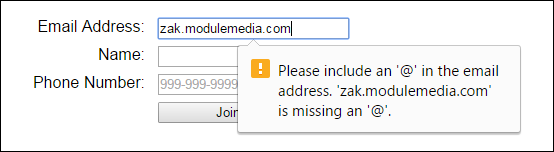 Email Address: zak.modulemedia.com
Name:
Please include an '@' in the email
Phone Number: 999-999-9999
address. 'zak.modulemedia.com'
is missing an '@'.
Join